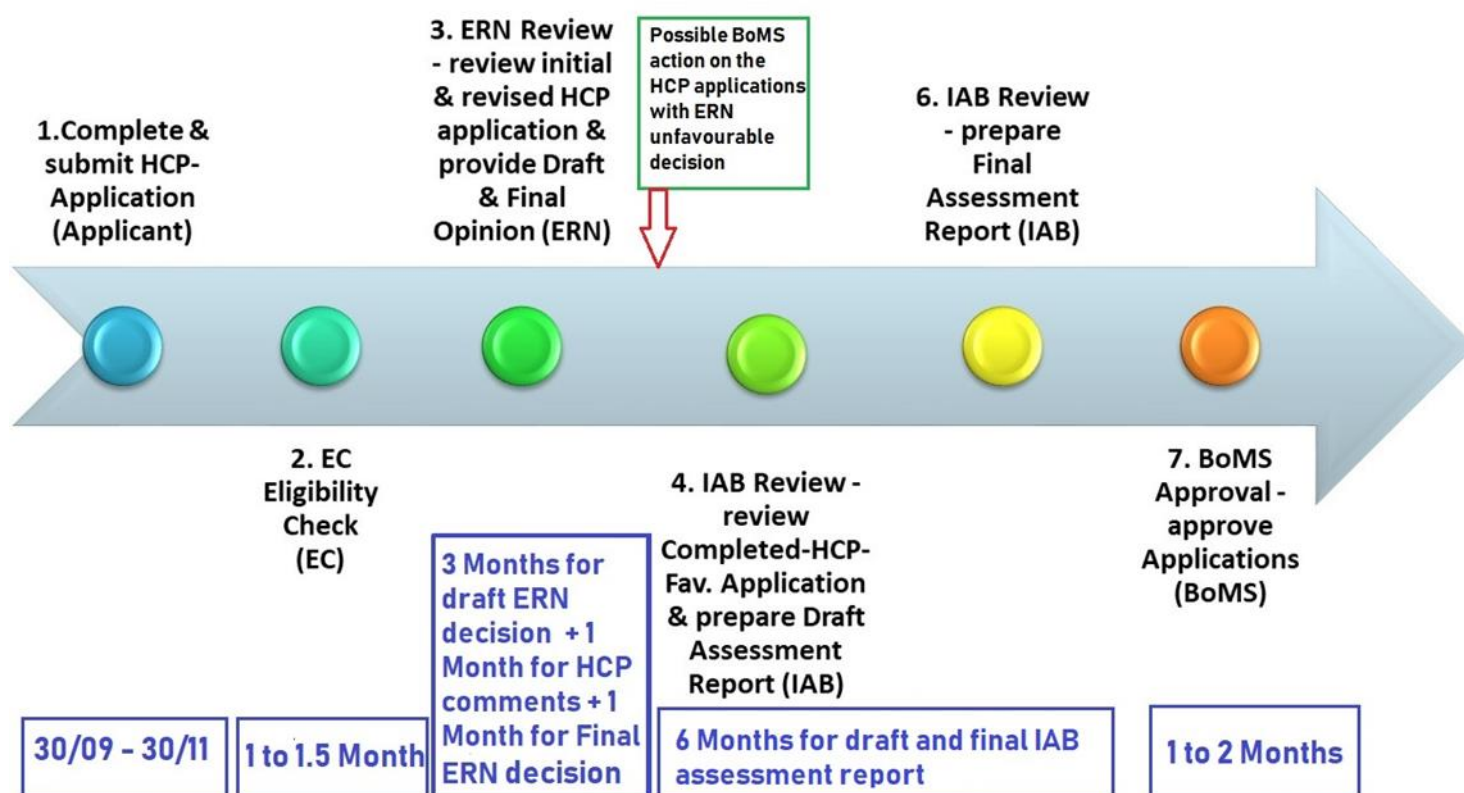 1.Complete &
submit HCP-
Application
(Applicant)
2. EC
Eligibility
Check
(EC)
3. ERN Review
- review initial
& revised HCP
application &
provide Draft
& Final
Opinion (ERN)
Possible BoMS
action on the
HCP applications
with ERN
unfavourable
decision
4. IAB Review -
review
Completed-HCP-
Fav. Application
& prepare Draft
Assessment
Report (IAB)
6. IAB Review
- prepare
Final
Assessment
Report (IAB)
7. BoMS
Approval -
approve
Applications
(BoMS)
30/09 - 30/11
1 to 1.5 Month
3 Months for
draft ERN
decision + 1
Month for HCP
comments + 1
Month for Final
ERN decision
6 Months for draft and final IAB
assessment report
1 to 2 Months